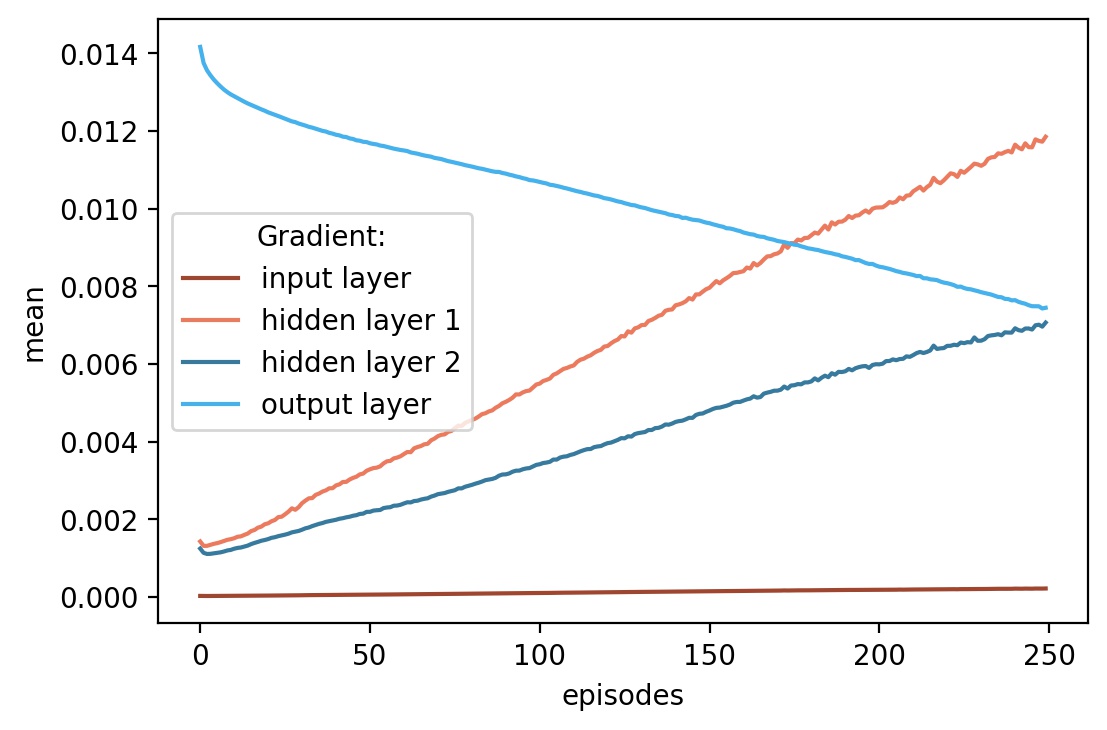 0.014
0.012
0.010
0.008
0.006
0.004
0.002
0.000
mean
Gradient:
input layer
hidden layer 1
hidden layer 2
output layer
0 50 100 150 200 250
episodes